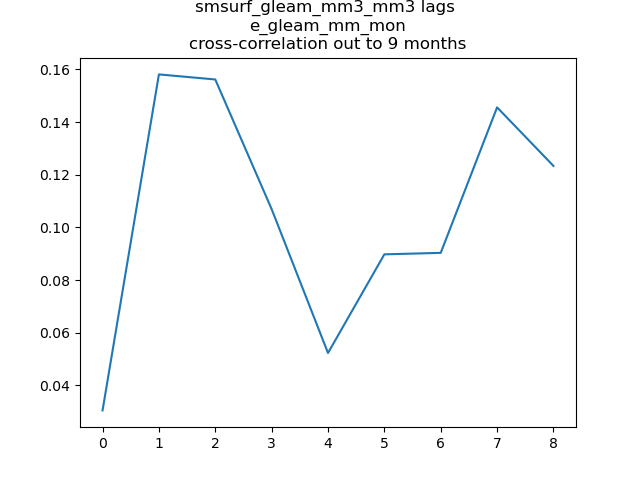 smsurf_gleam_mm3_mm3 lags
e_gleam_mm_mon
cross-correlation out to 9 months
0.16
0.14
0.12
0.10
0.08
0.06
0.04
0 1 2 3 4 5 6 7 8